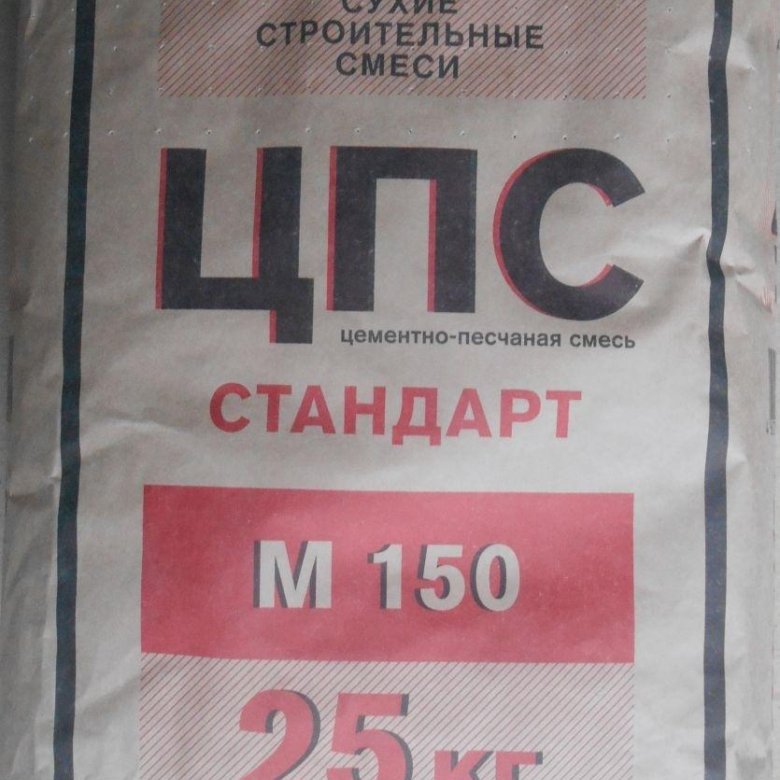 СУХИЕ
СТРОИТЕЛЬНЫЕ
СМЕСИ
ЦПС
цементно-песчаная смесь
СТАНДАРТ
М 150
25 кг